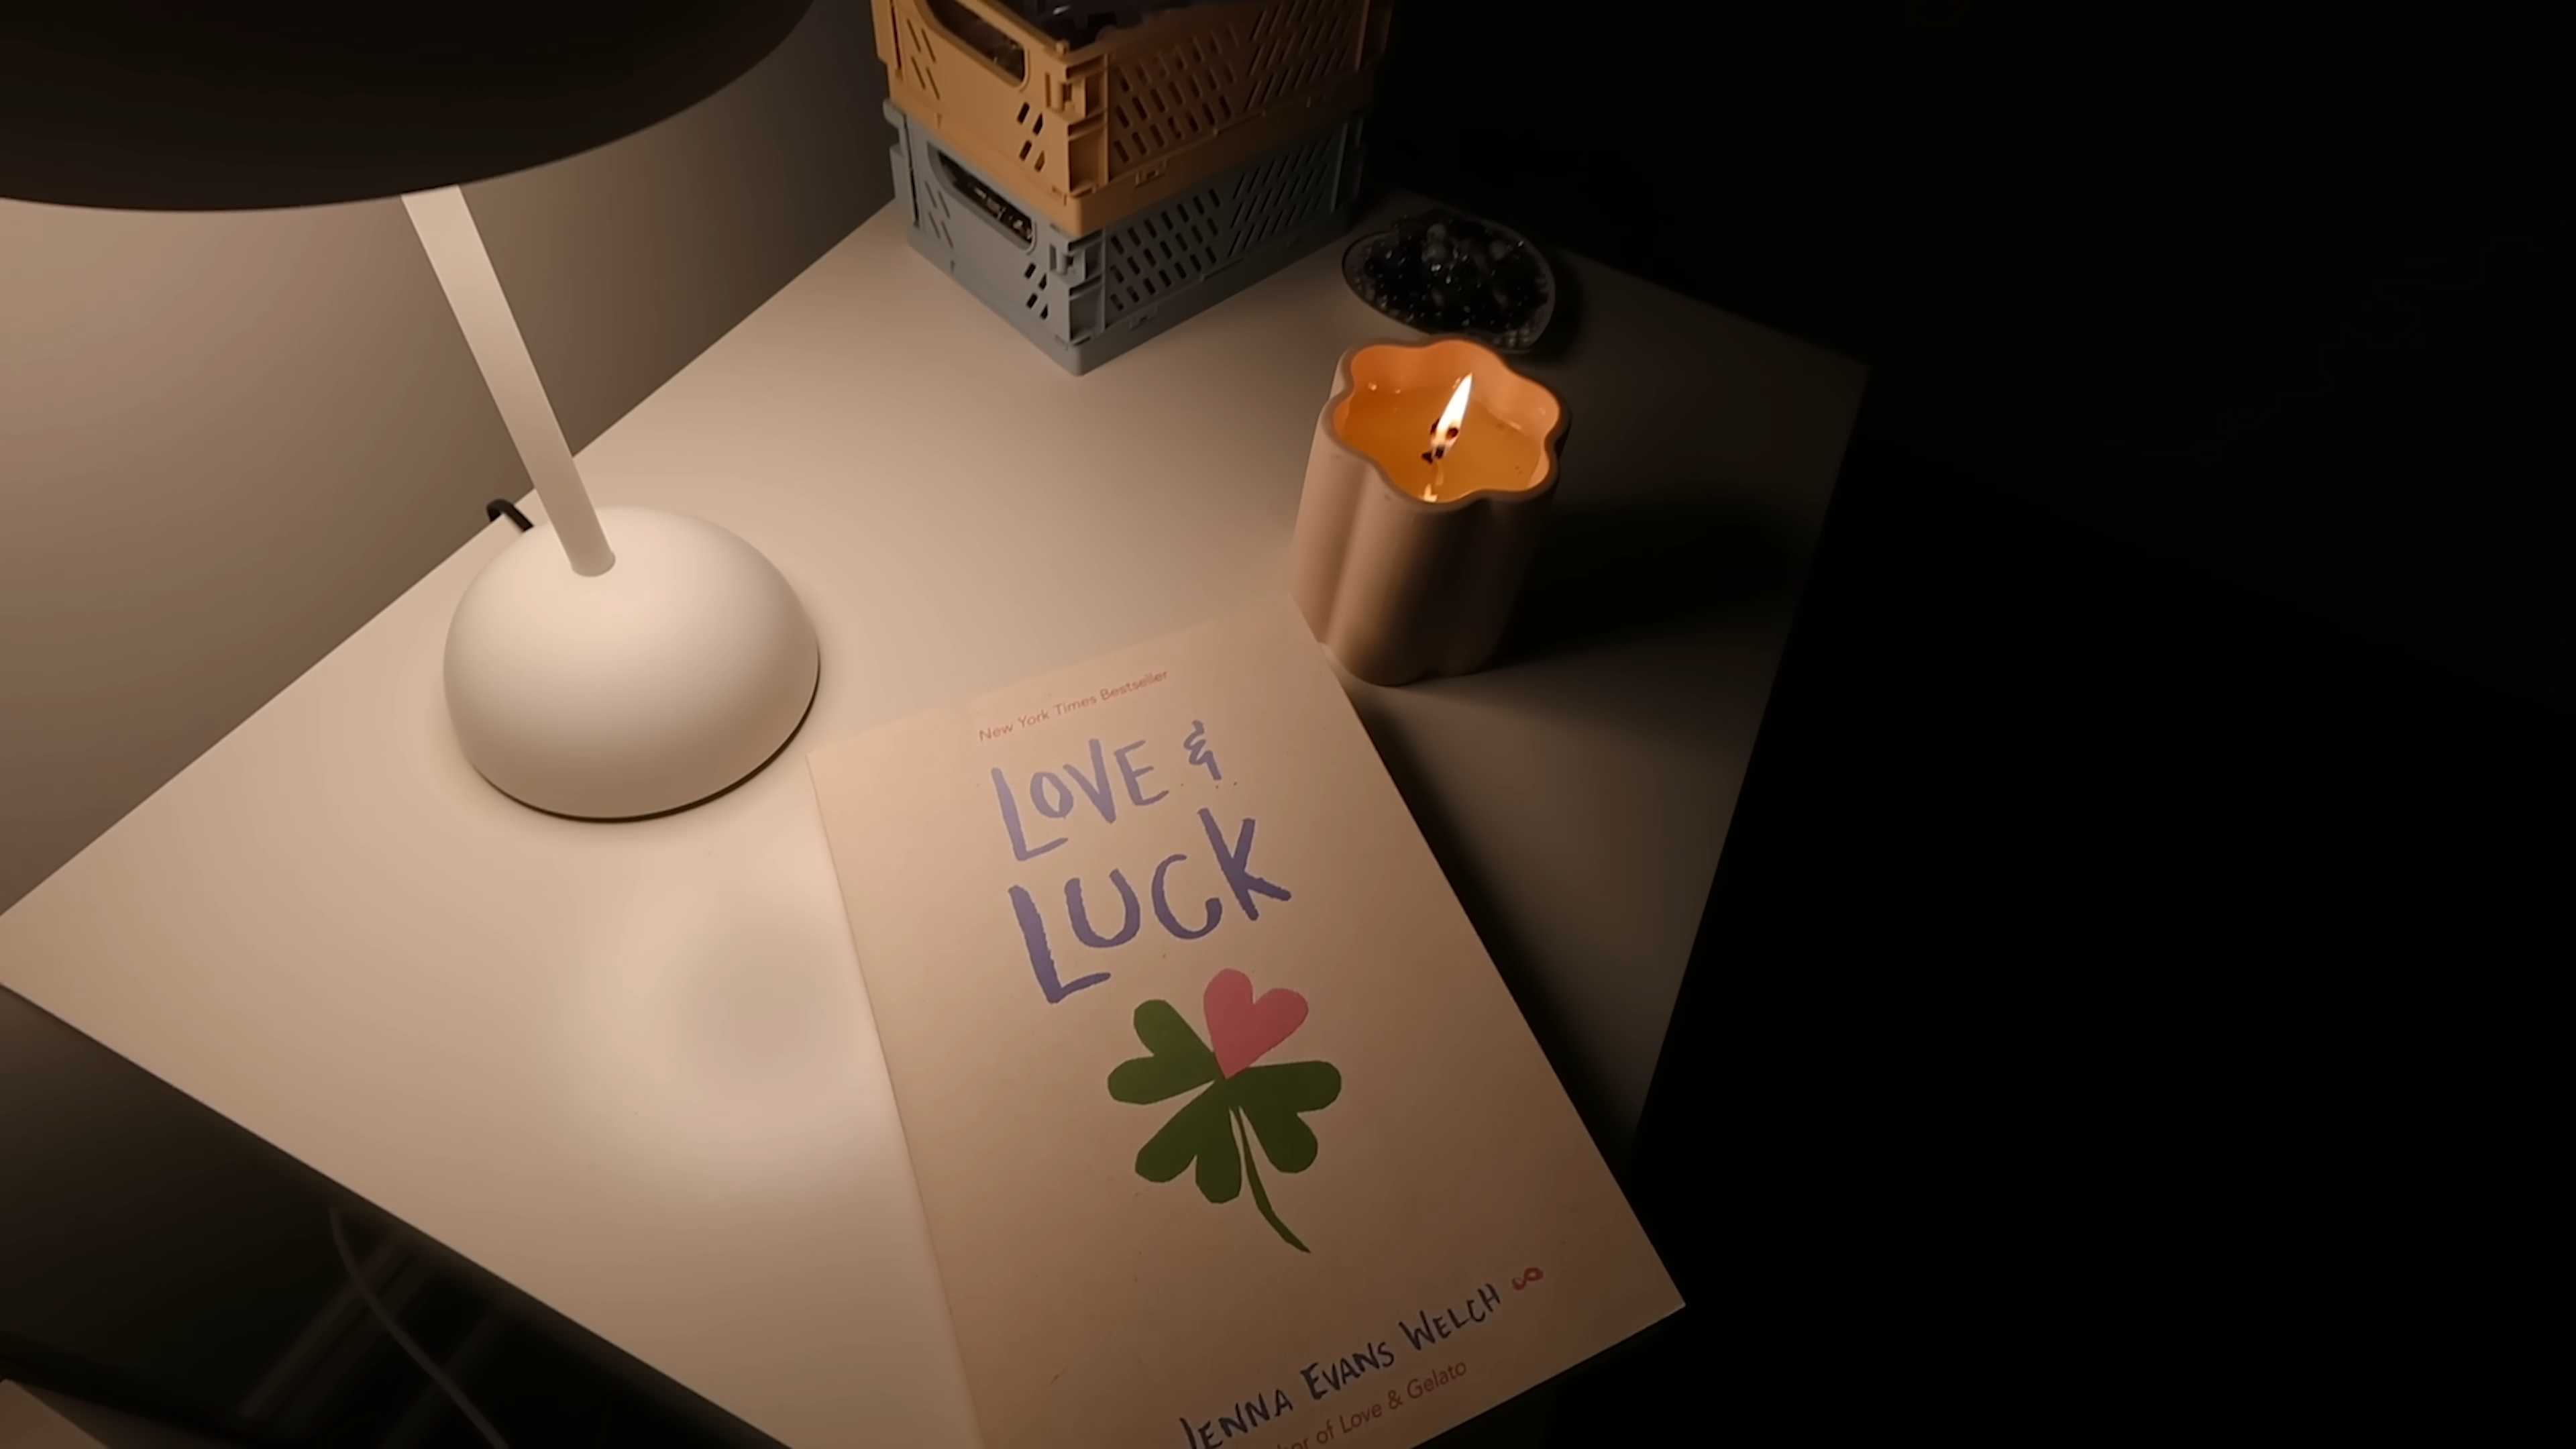 New York Times Bestseller
LOVE &
LUCK
JENNA EVANS WELCH
of Love & Gelato